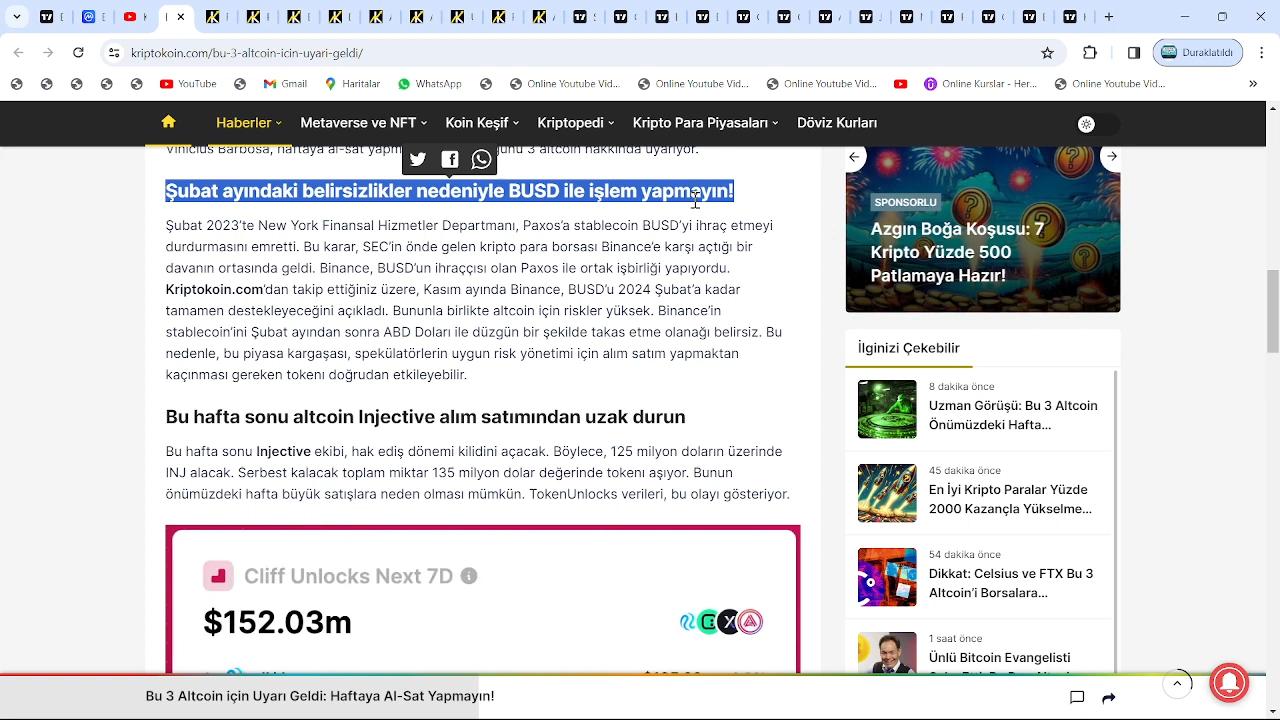 kriptokoin.com/bu-3-altcoin-icin-uyari-geldi/
Duraklatıldı
YouTube
Gmail
Haritalar
WhatsApp
Online Youtube Vid...
Online Youtube Vid...
Online Youtube Vid...
Online Kurslar - Her...
Online Youtube Vid...
Haberler
Metaverse ve NFT
Koin Keşif
Kriptopedi
Kripto Para Piyasaları
Döviz Kurları
Vinicius Barbosa, haftaya al-sat
3 altcoin hakkında uyarıyor.
Şubat ayındaki belirsizlikler nedeniyle BUSD ile işlem yapmayın!
Şubat 2023'te New York Finansal Hizmetler Departmanı, Paxos'a stablecoin BUSD'yi ihraç etmeyi
durdurmasını emretti. Bu karar, SEC'in önde gelen kripto para borsası Binance'e karşı açtığı bir
davanın ortasında geldi. Binance, BUSD'un ihraççısı olan Paxos ile ortak işbirliği yapıyordu.
Kriptokoin.com'dan takip ettiğiniz üzere, Kasım ayında Binance, BUSD'u 2024 Şubat'a kadar
tamamen destekleyeceğini açıkladı. Bununla birlikte altcoin için riskler yüksek. Binance'in
stablecoin'ini Şubat ayından sonra ABD Doları ile düzgün bir şekilde takas etme olanağı belirsiz. Bu
nedenle, bu piyasa kargaşası, spekülatörlerin uygun risk yönetimi için alım satım yapmaktan
kaçınması gereken tokenı doğrudan etkileyebilir.
Bu hafta sonu altcoin Injective alım satımından uzak durun
Bu hafta sonu Injective ekibi, hak ediş dönemi kilidini açacak. Böylece, 125 milyon doların üzerinde
INJ alacak. Serbest kalacak toplam miktar 135 milyon dolar değerinde tokenı aşıyor. Bunun
önümüzdeki hafta büyük satışlara neden olması mümkün. TokenUnlocks verileri, bu olayı gösteriyor.
Cliff Unlocks Next 7D
$152.03m
SPONSORLU
Azgın Boğa Koşusu: 7
Kripto Yüzde 500
Patlamaya Hazır!
İlginizi Çekebilir
8 dakika önce
Uzman Görüşü: Bu 3 Altcoin
Önümüzdeki Hafta...
45 dakika önce
En İyi Kripto Paralar Yüzde
2000 Kazançla Yükselme...
54 dakika önce
Dikkat: Celsius ve FTX Bu 3
Altcoin'i Borsalara...
1 saat önce
Ünlü Bitcoin Evangelisti
Bu 3 Altcoin için Uyarı Geldi: Haftaya Al-Sat Yapmayın!